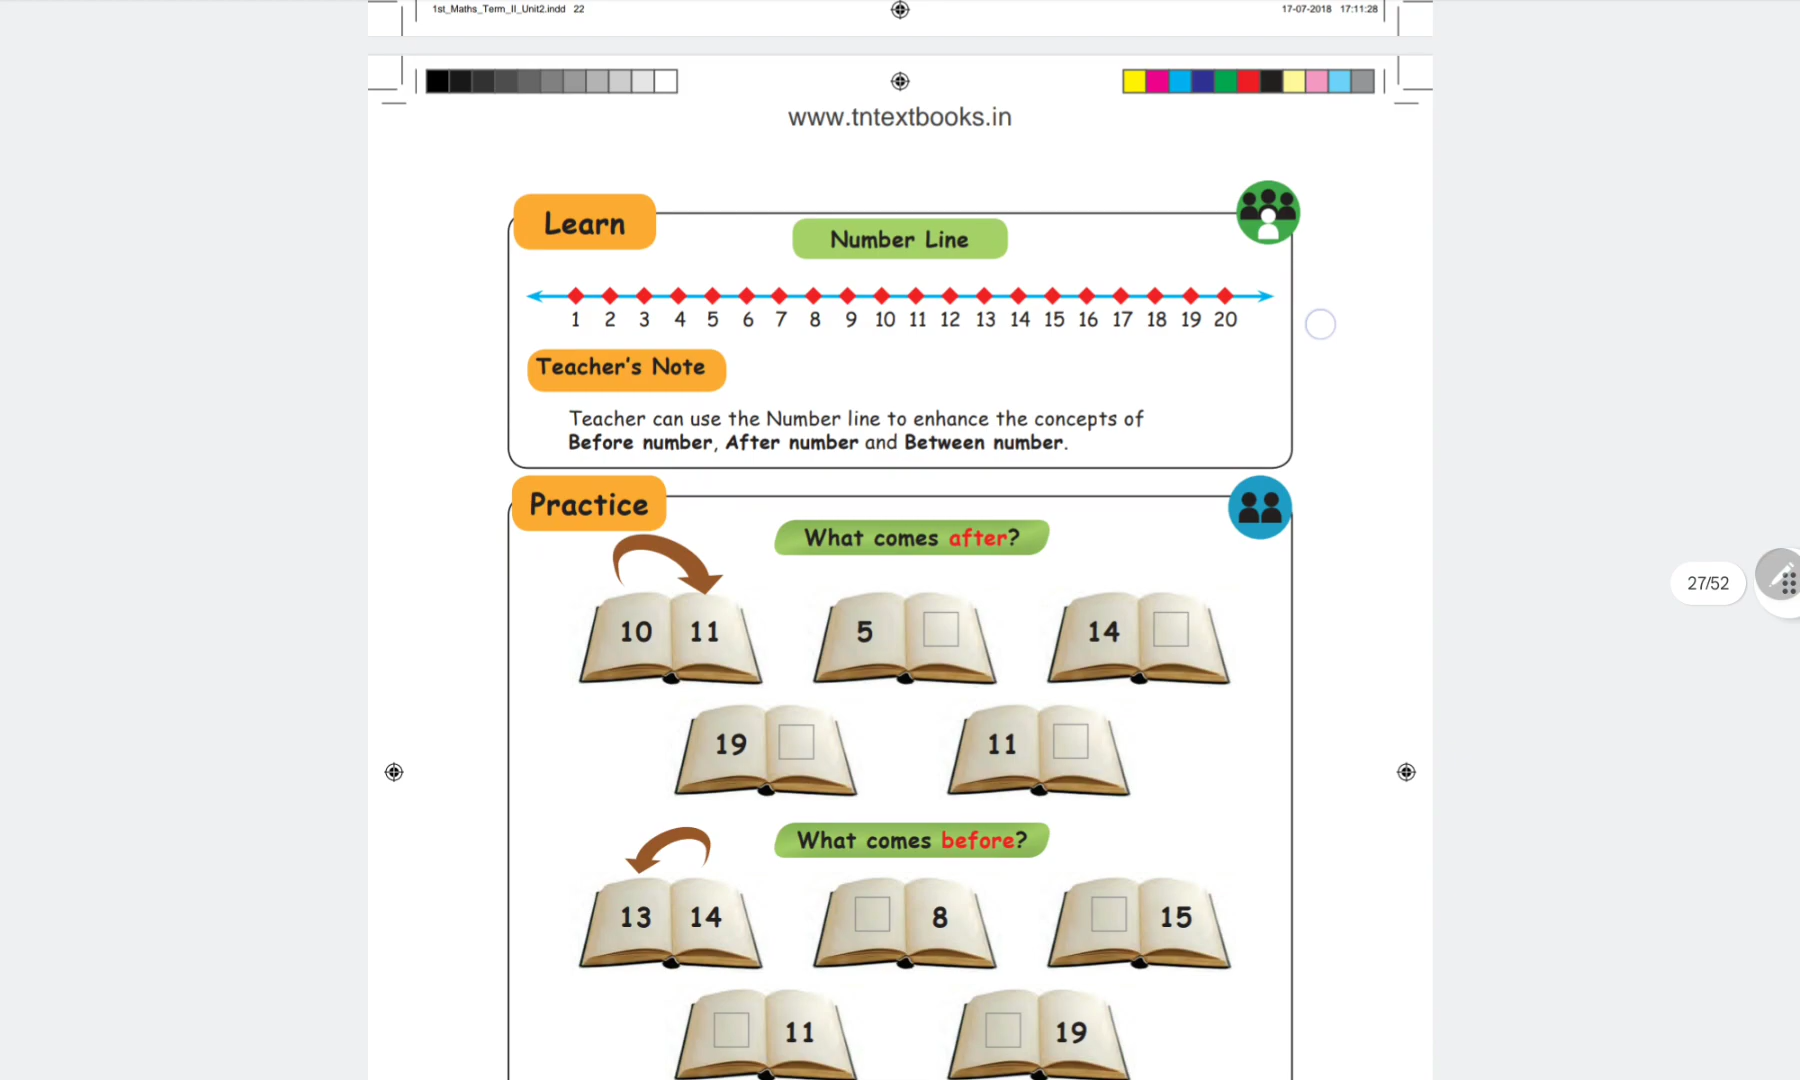 1st_Maths_Term_II_Unit2.indd 22
17-07-2018 17:11:28
www.tntextbooks.in
Learn
Number Line
1 2 3 4 5 6 7 8 9 10 11 12 13 14 15 16 17 18 19 20
Teacher's Note
Teacher can use the Number line to enhance the concepts of
Before number, After number and Between number.
Practice
What comes after?
10 11
5
14
19
11
What comes before?
13 14
8
15
11
19
27/52